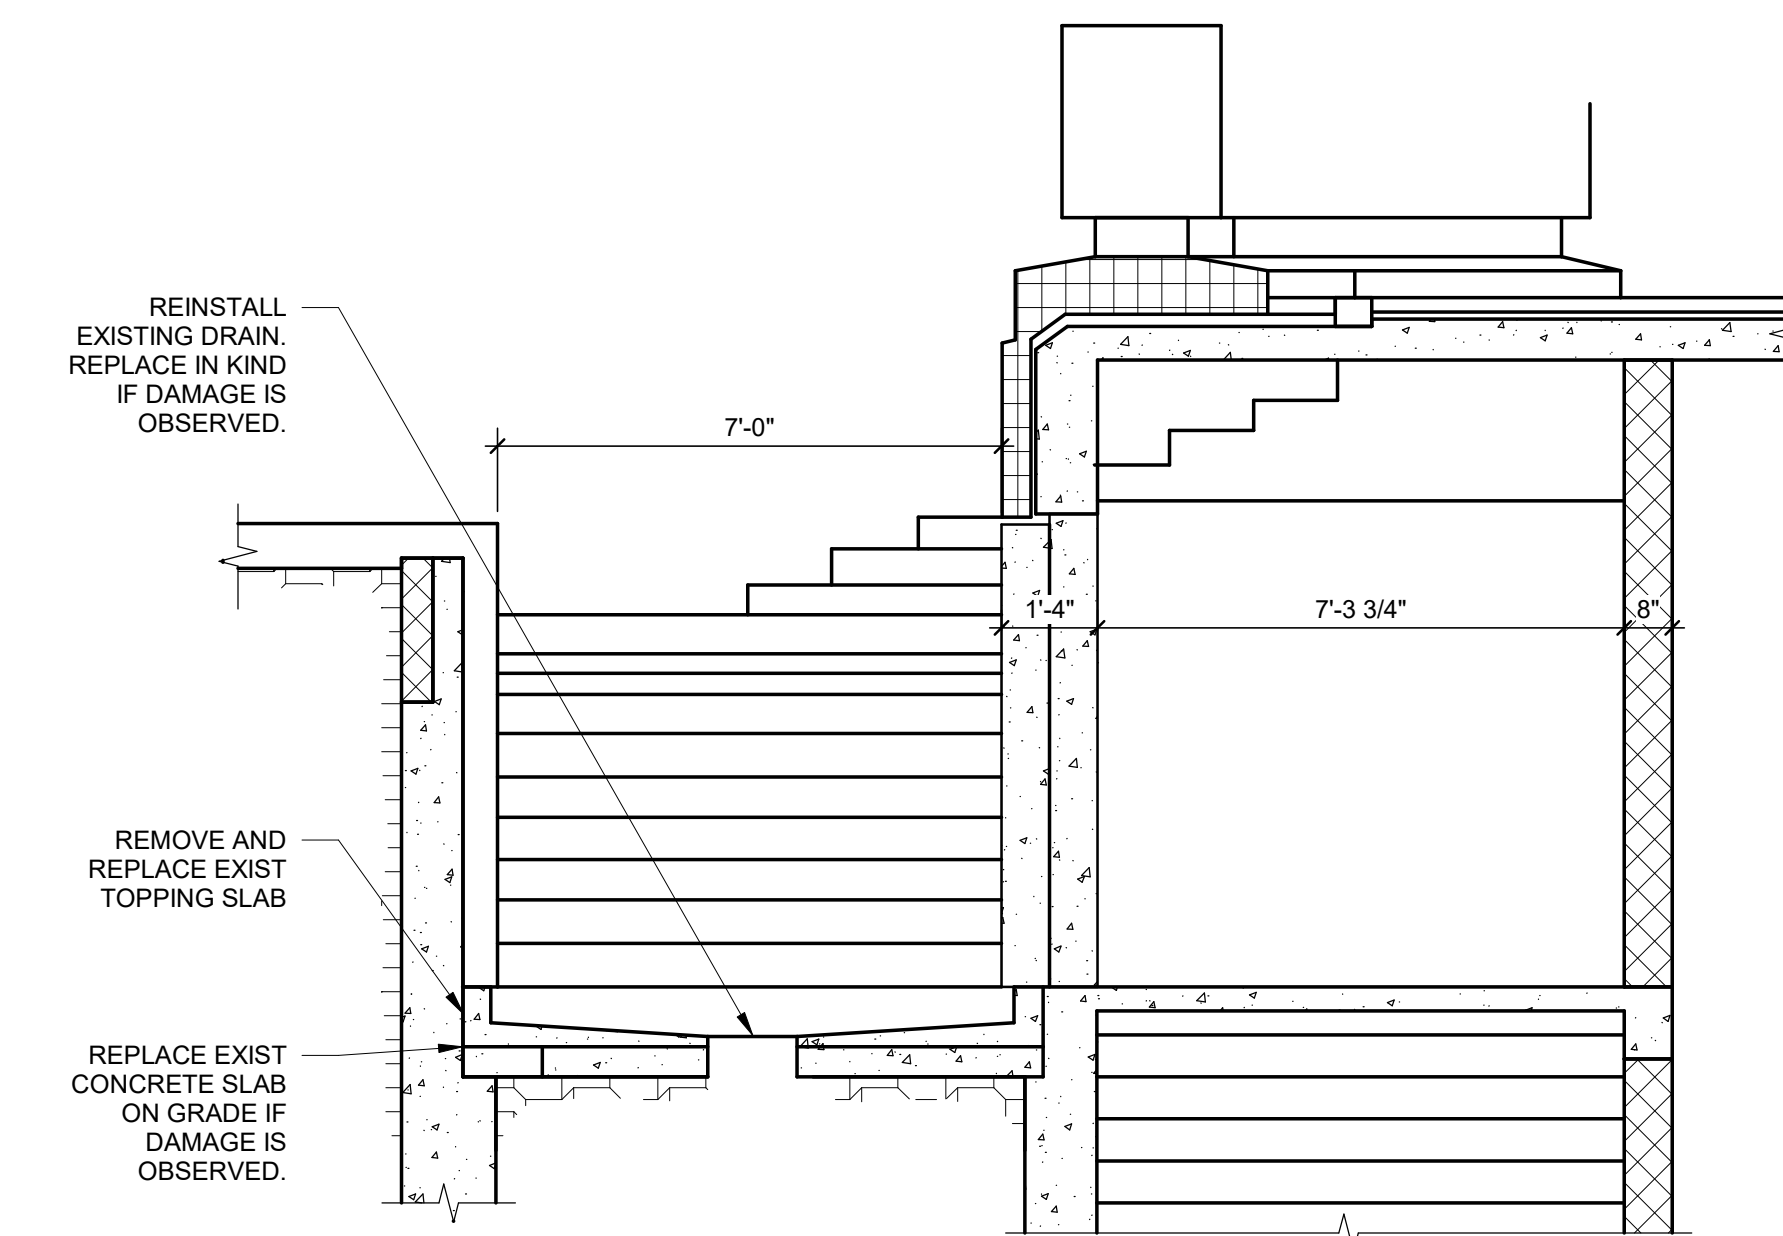 REINSTALL
EXISTING DRAIN.
REPLACE IN KIND
IF DAMAGE IS
OBSERVED.
7'-0"
1'-4"
7'-3 3/4"
8"
REMOVE AND
REPLACE EXIST
TOPPING SLAB
REPLACE EXIST
CONCRETE SLAB
ON GRADE IF
DAMAGE IS
OBSERVED.